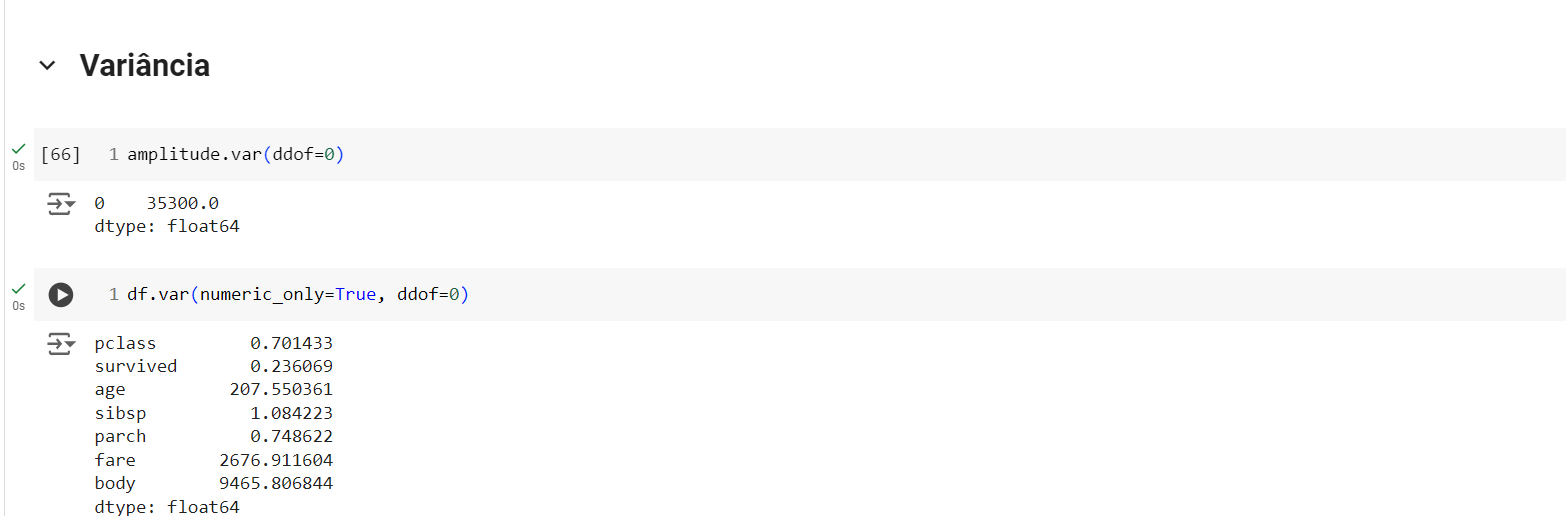 Variância
0s [66] 1 amplitude.var(ddof=0)
0 35300.0
dtype: float64
0s 1 df.var(numeric_only=True, ddof=0)
pclass 0.701433
survived 0.236069
age 207.550361
sibsp 1.084223
parch 0.748622
fare 2676.911604
body 9465.806844
dtype: float64